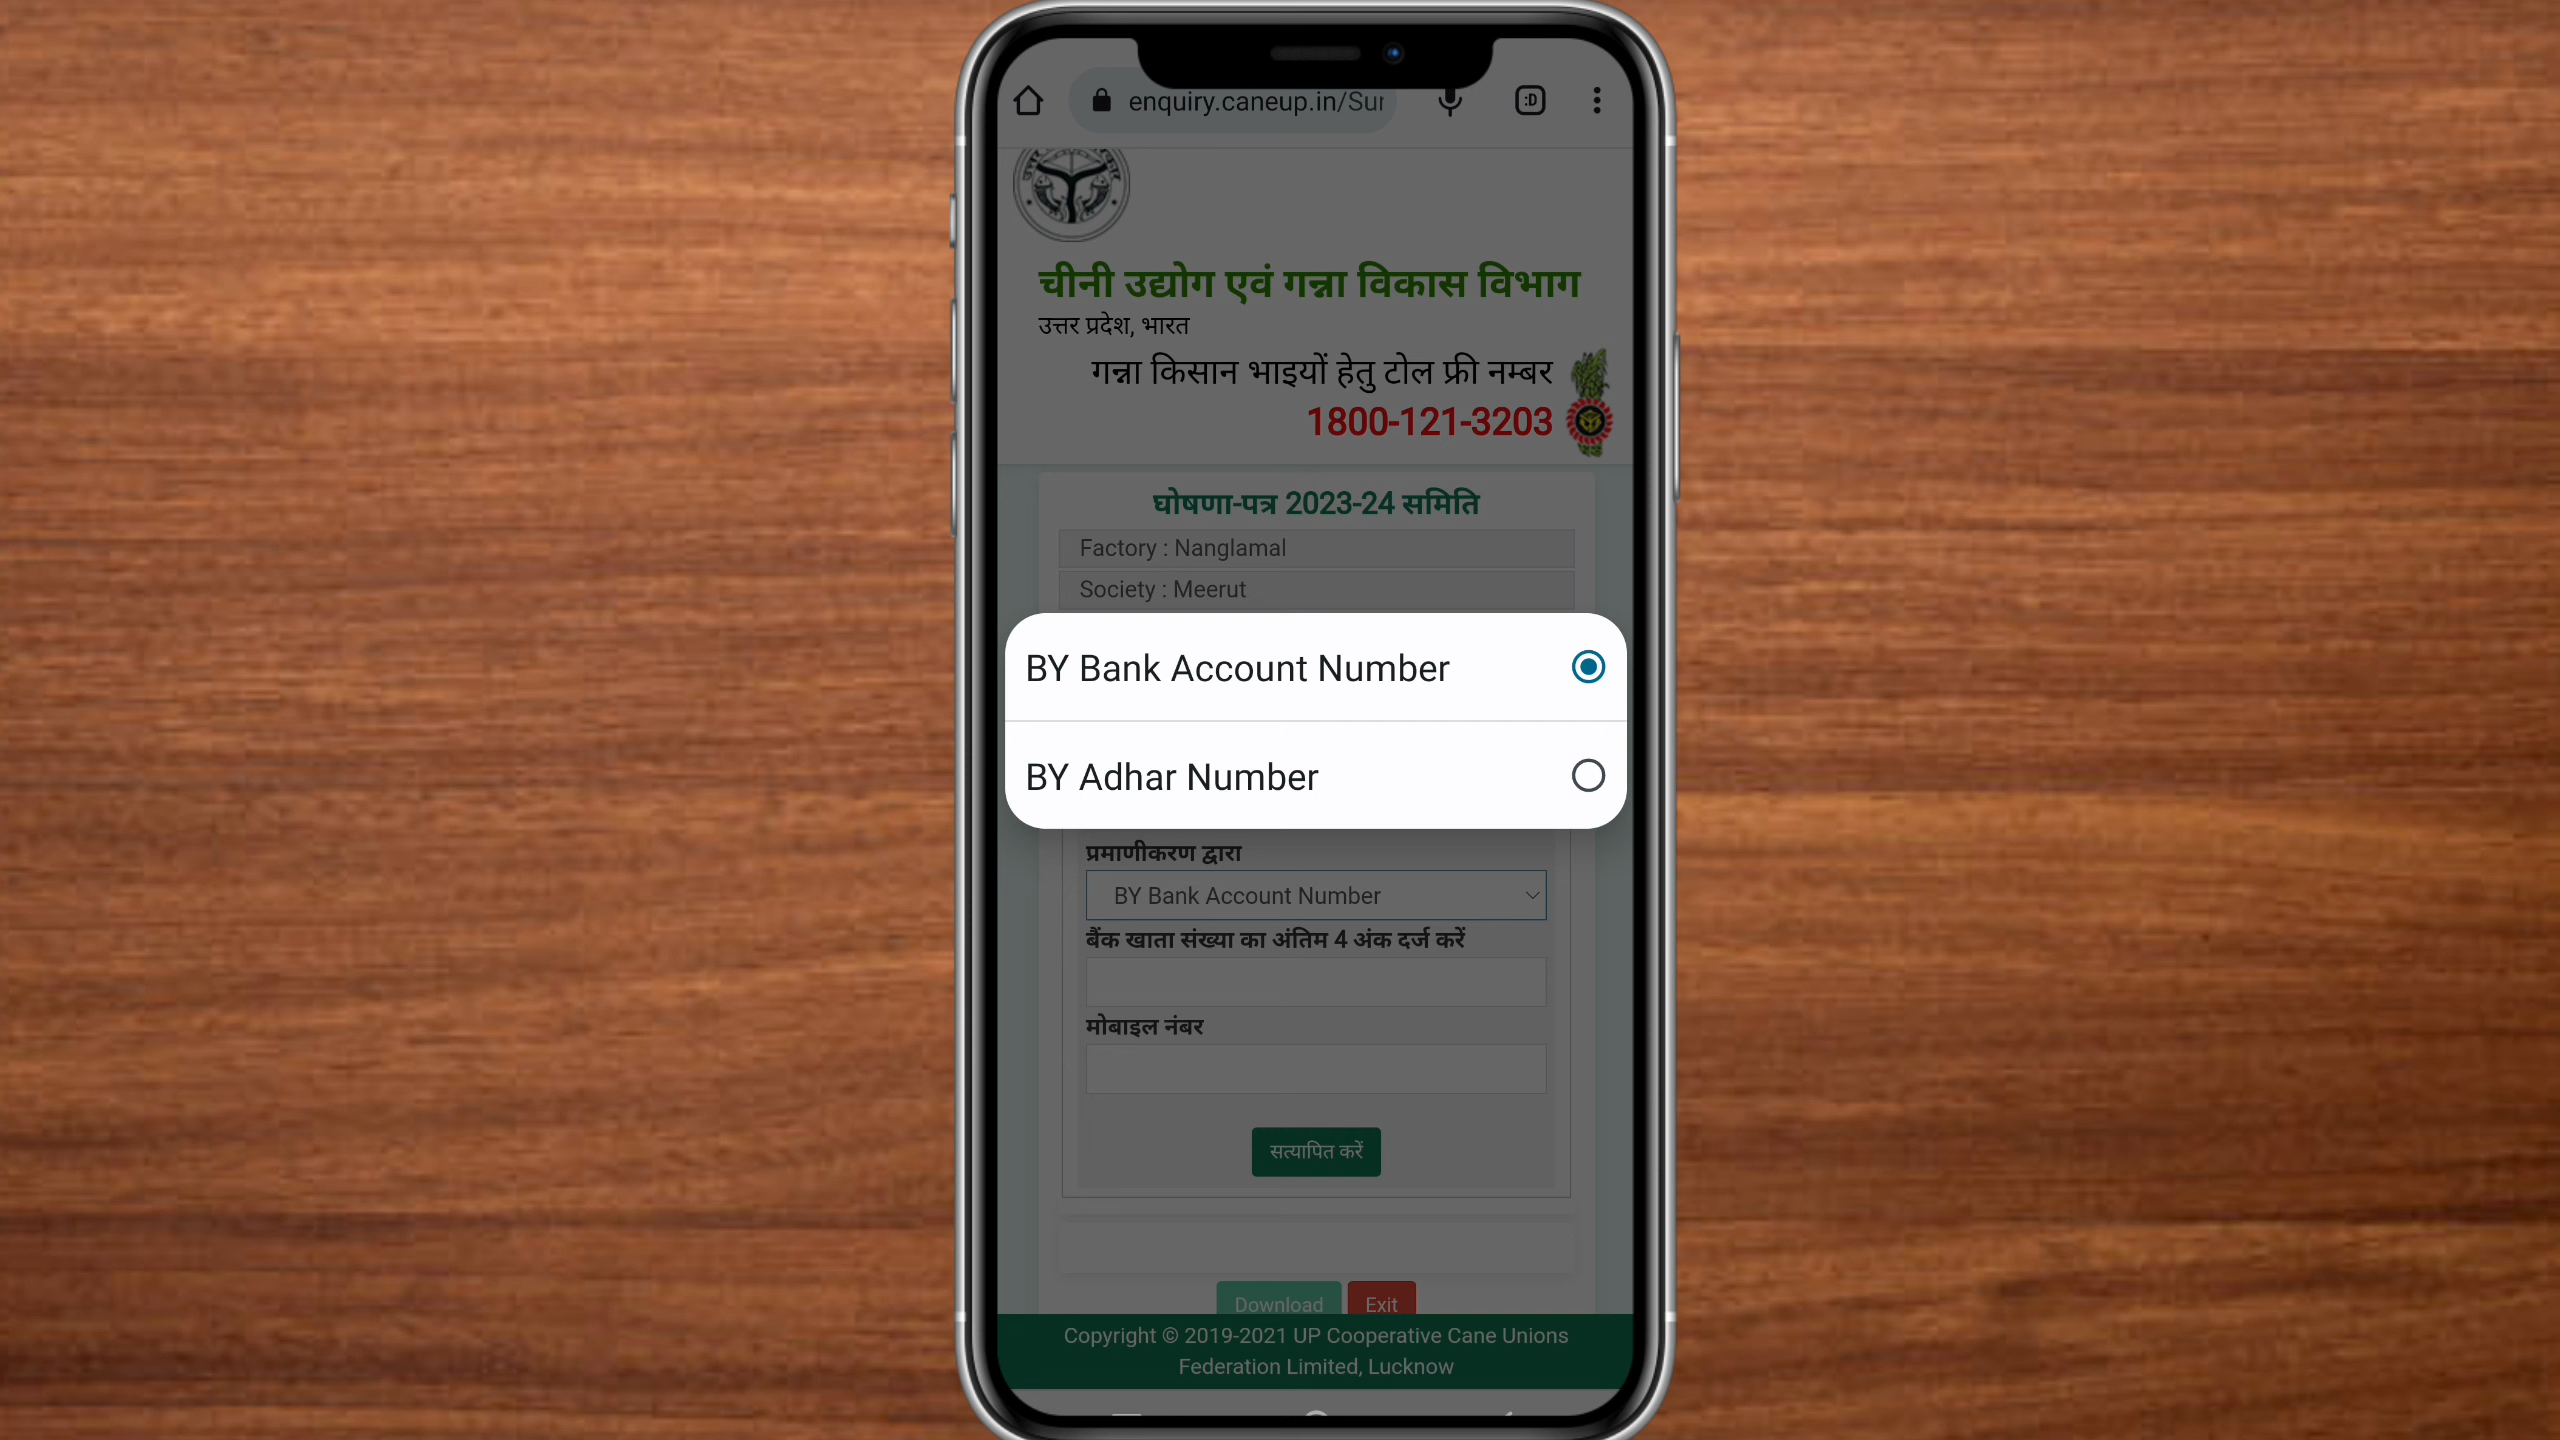 enquiry.caneup.in/Sur
चीनी उद्योग एवं गन्ना विकास विभाग
उत्तर प्रदेश, भारत
गन्ना किसान भाइयों हेतु टोल फ्री नम्बर
1800-121-3203
घोषणा-पत्र 2023-24 समिति
Factory : Nanglamal
Society : Meerut
BY Bank Account Number
BY Adhar Number
प्रमाणीकरण द्वारा
BY Bank Account Number
बैंक खाता संख्या का अंतिम 4 अंक दर्ज करें
मोबाइल नंबर
सत्यापित करें
Download Exit
Copyright © 2019-2021 UP Cooperative Cane Unions
Federation Limited, Lucknow